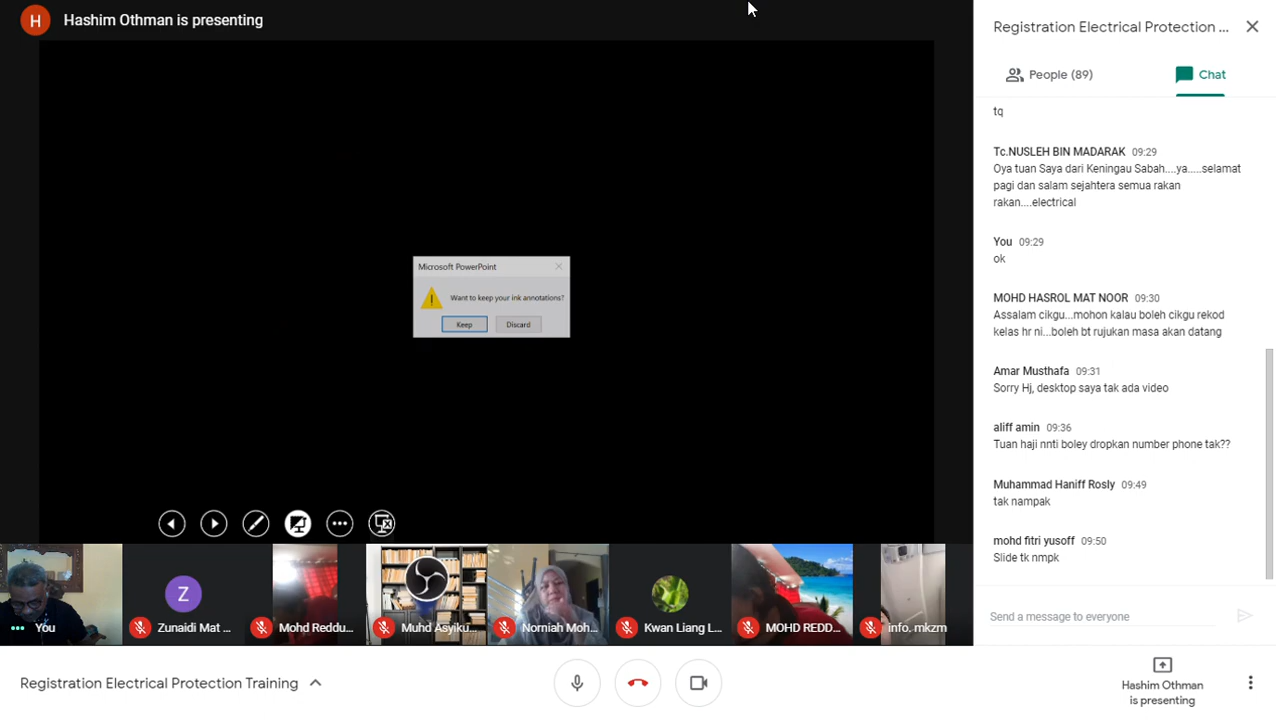 H Hashim Othman is presenting
Microsoft PowerPoint
Want to keep your ink annotations?
Keep Discard
You
Z
Zunaidi Mat ...
Mohd Reddu...
Muhd Asyiku...
Norniah Moh...
Kwan Liang L...
MOHD REDD...
info. mkzm
Registration Electrical Protection Training
Registration Electrical Protection ...
People (89) Chat
tq
Tc.NUSLEH BIN MADARAK 09:29
Oya tuan Saya dari Keningau Sabah....ya.....selamat
pagi dan salam sejahtera semua rakan
rakan....electrical
You 09:29
ok
MOHD HASROL MAT NOOR 09:30
Assalam cikgu...mohon kalau boleh cikgu rekod
kelas hr ni...boleh bt rujukan masa akan datang
Amar Musthafa 09:31
Sorry Hj, desktop saya tak ada video
aliff amin 09:36
Tuan haji nnti boley dropkan number phone tak??
Muhammad Haniff Rosly 09:49
tak nampak
mohd fitri yusoff 09:50
Slide tk nmpk
Send a message to everyone
Hashim Othman
is presenting